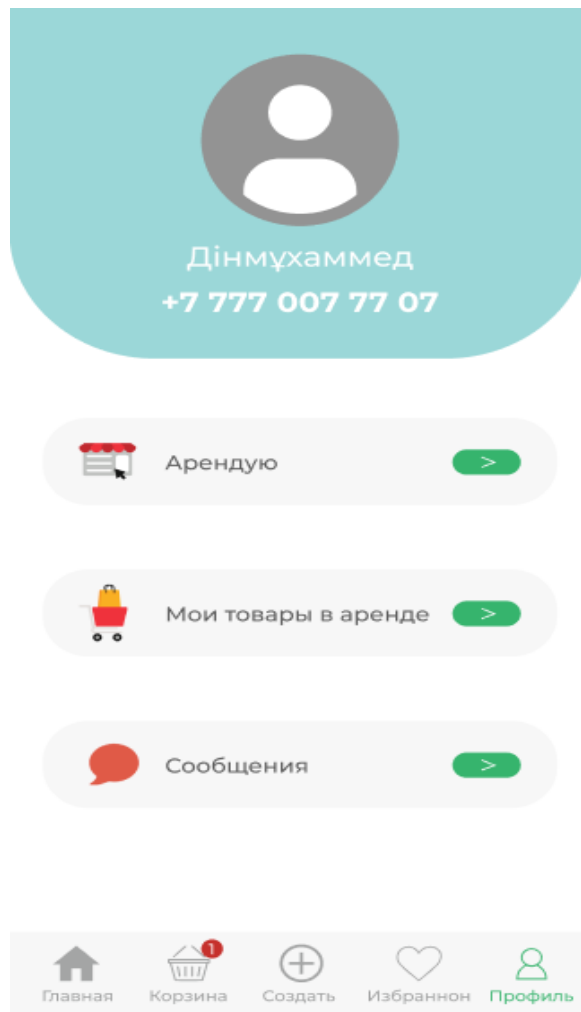 Дінмұхаммед
+7 777 007 77 07
Арендую >
Мои товары в аренде >
Сообщения >
1
Главная Корзина Создать Избраннон Профиль